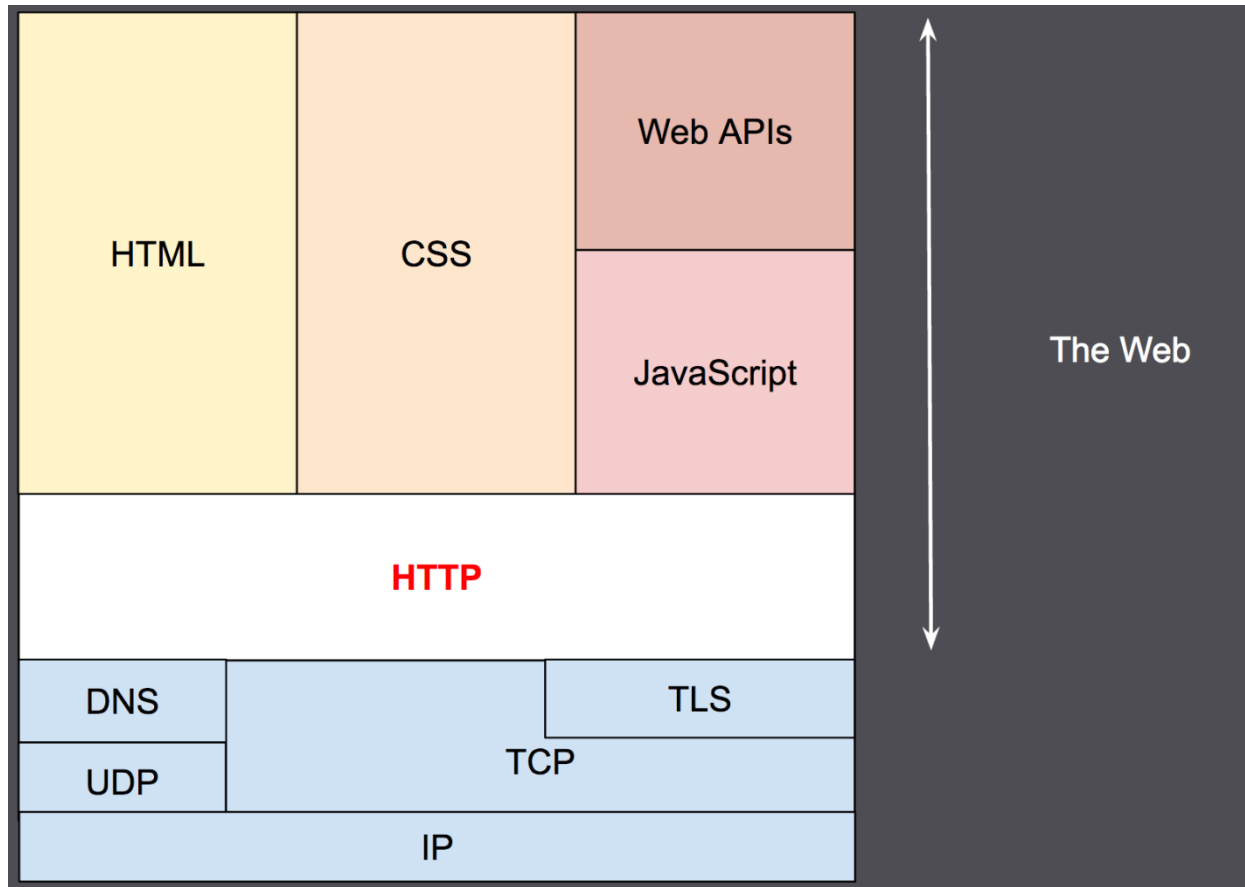 Web APIs
HTML
CSS
The Web
JavaScript
HTTP
DNS
TLS
TCP
UDP
IP